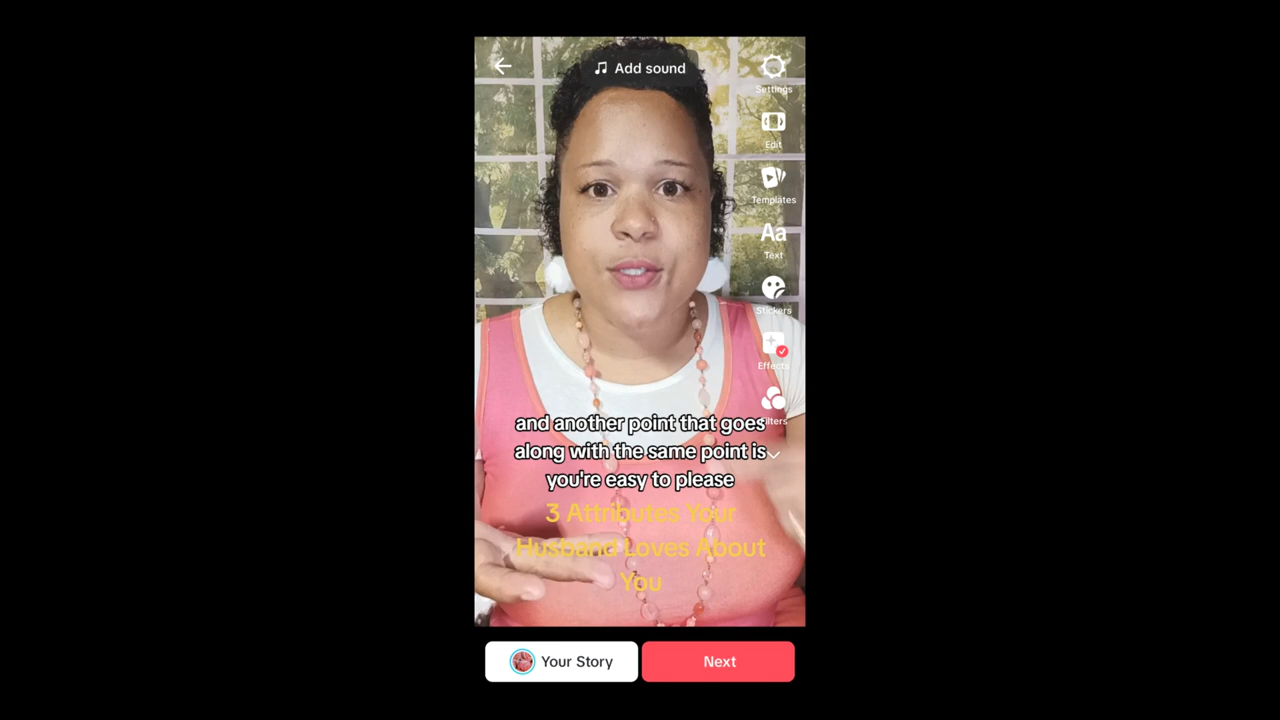 Add sound
Settings
Edit
Templates
Aa
Text
Stickers
Effects
Filters
and another point that goes
along with the same point is
you're easy to please
3 Attributes Your
Husband Loves About
You
Your Story
Next